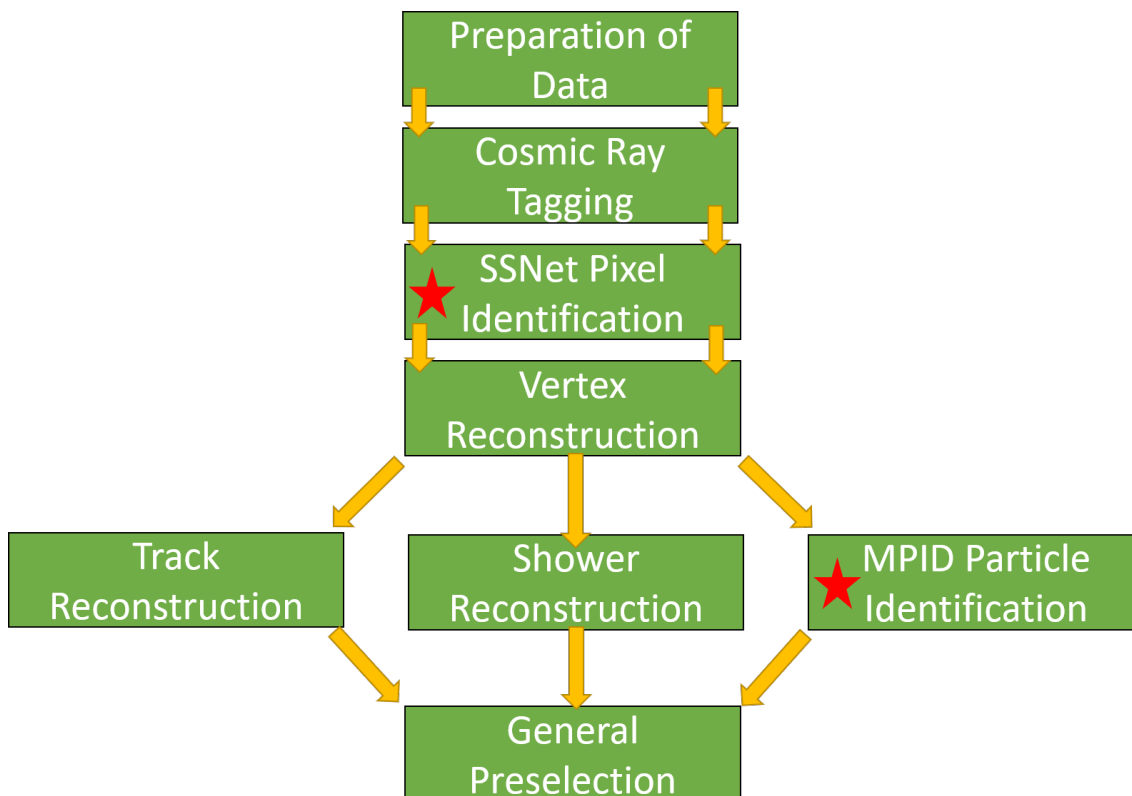 Preparation of
Data
Cosmic Ray
Tagging
SSNet Pixel
Identification
Vertex
Reconstruction
Track
Reconstruction
Shower
Reconstruction
MPID Particle
Identification
General
Preselection